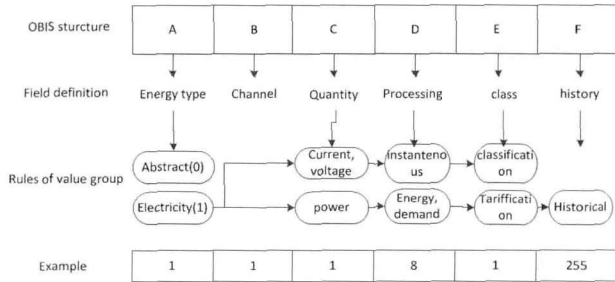 OBIS sturcture A B C D E F
Field definition Energy type Channel Quantity Processing class history
Abstract(0) Current, instanteno classificati
voltage us on
Rules of value group
Electricity(1) power Energy, Tarifficati Historical
demand on
Example 1 1 1 8 1 255